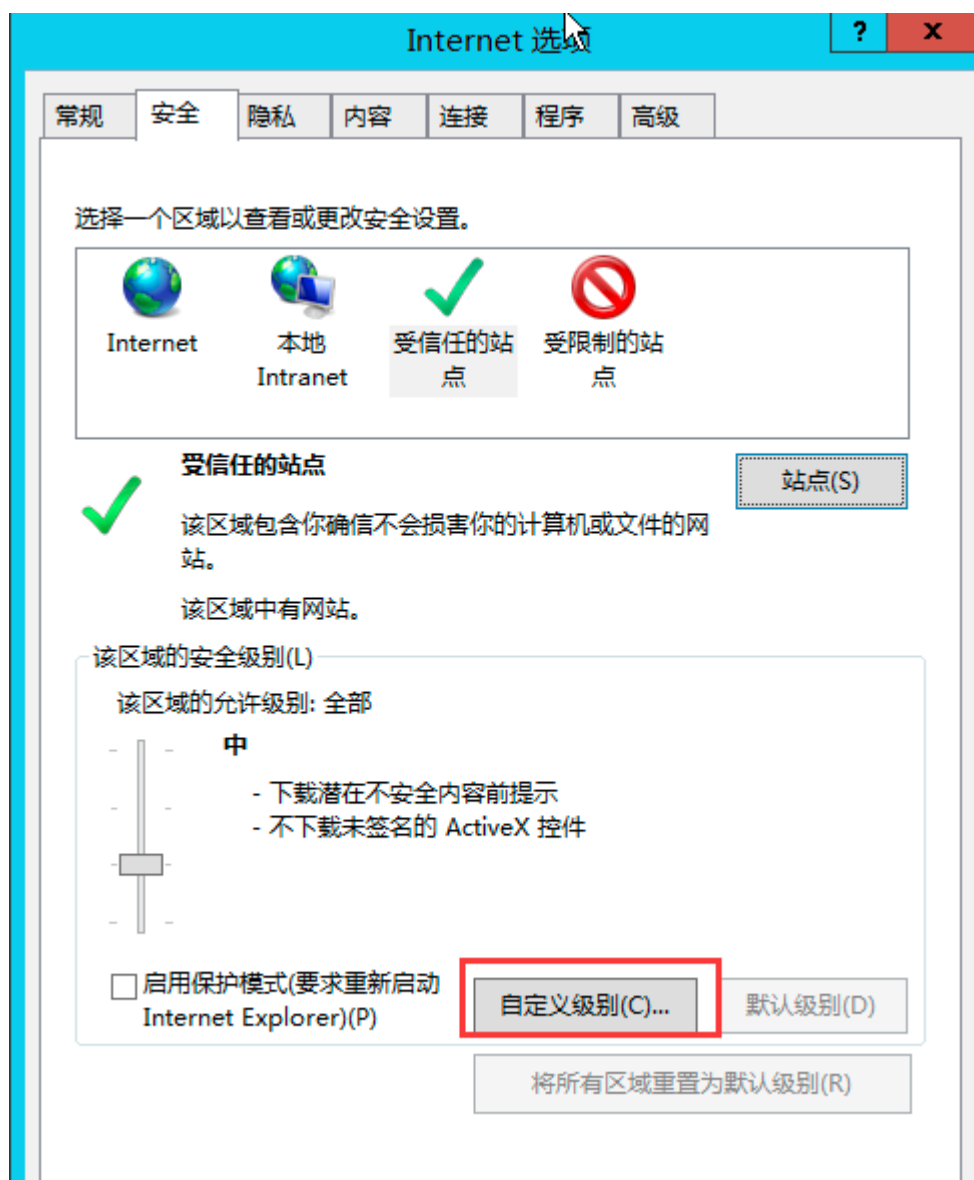 Internet 选项
? x
常规 安全 隐私 内容 连接 程序 高级
选择一个区域以查看或更改安全设置。
Internet
本地
Intranet
受信任的站
点
受限制的站
点
受信任的站点
站点(S)
该区域包含你确信不会损害你的计算机或文件的网
站。
该区域中有网站。
该区域的安全级别(L)
该区域的允许级别: 全部
中
- 下载潜在不安全内容前提示
- 不下载未签名的 ActiveX 控件
启用保护模式(要求重新启动
Internet Explorer)(P)
自定义级别(C)...
默认级别(D)
将所有区域重置为默认级别(R)